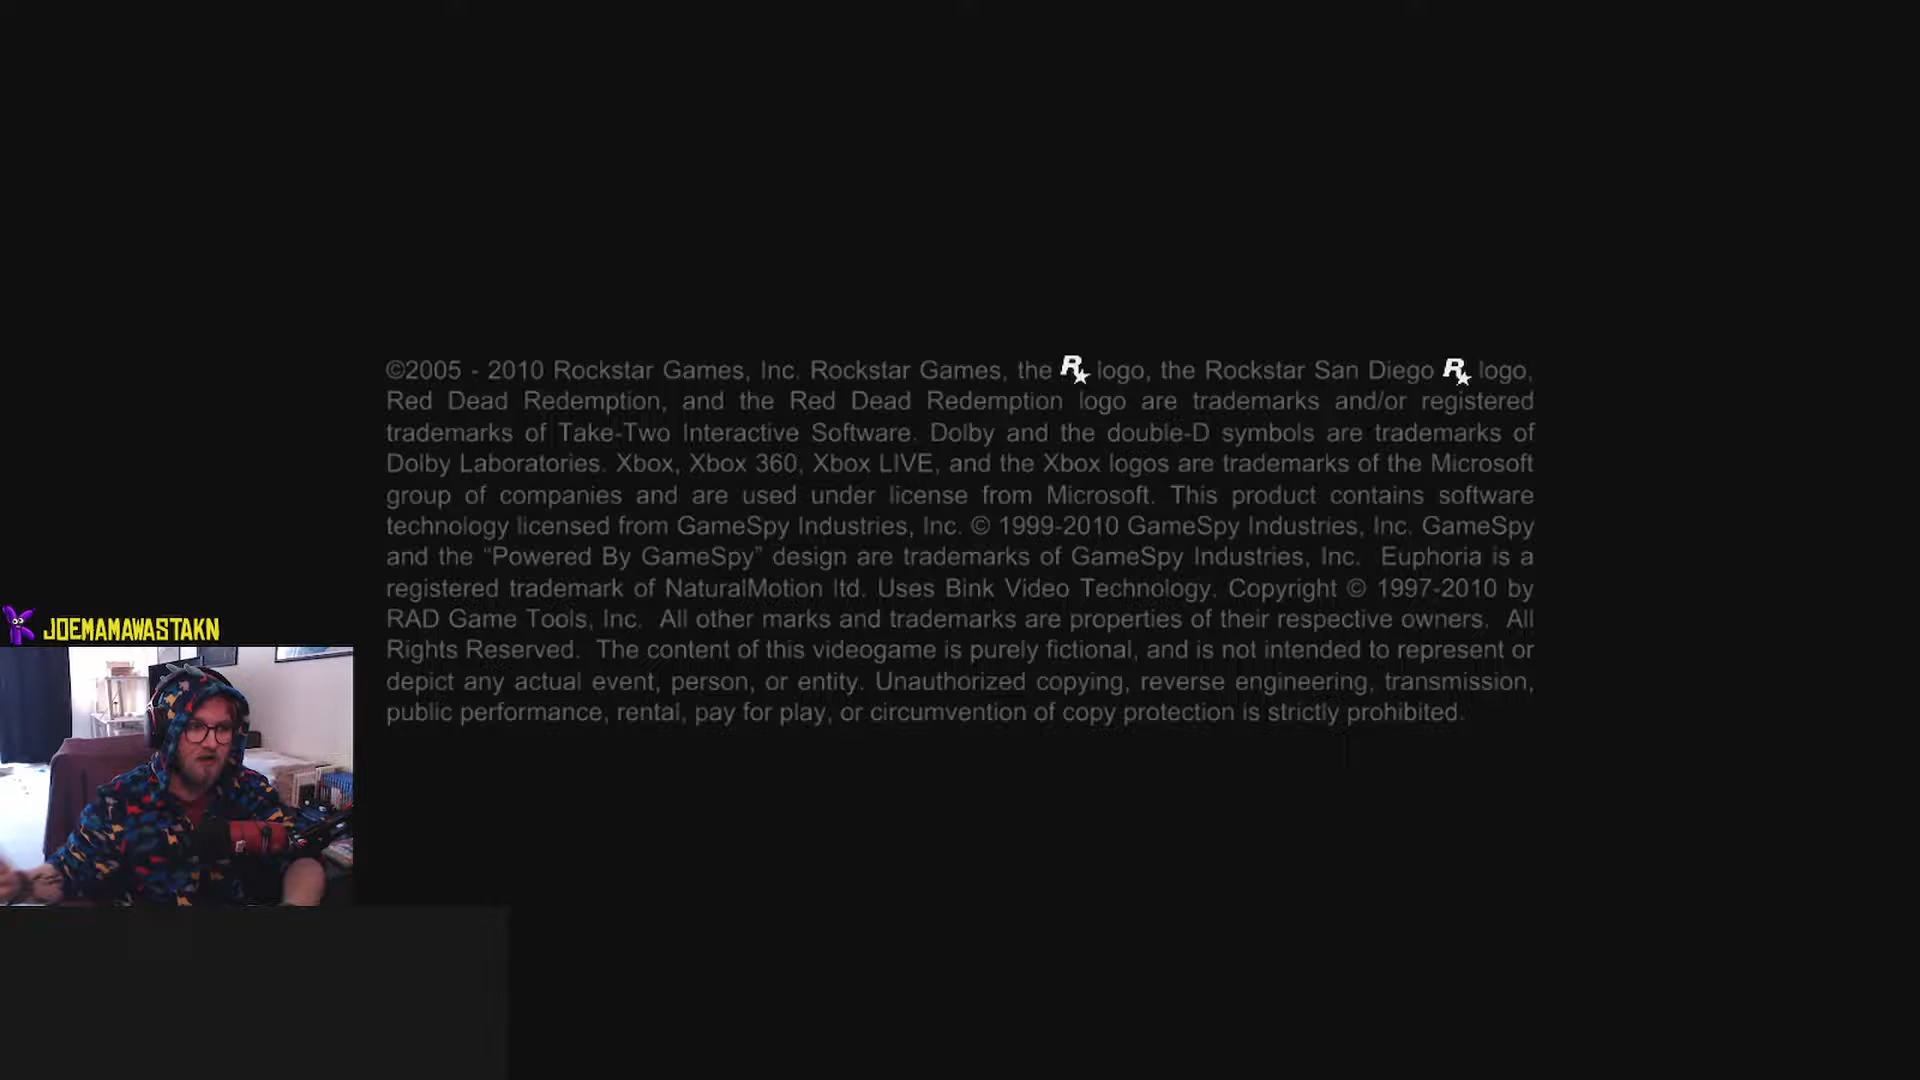 ©2005 - 2010 Rockstar Games, Inc. Rockstar Games, the R logo, the Rockstar San Diego R logo,
Red Dead Redemption, and the Red Dead Redemption logo are trademarks and/or registered
trademarks of Take-Two Interactive Software. Dolby and the double-D symbols are trademarks of
Dolby Laboratories. Xbox, Xbox 360, Xbox LIVE, and the Xbox logos are trademarks of the Microsoft
group of companies and are used under license from Microsoft. This product contains software
technology licensed from GameSpy Industries, Inc. © 1999-2010 GameSpy Industries, Inc. GameSpy
and the “Powered By GameSpy” design are trademarks of GameSpy Industries, Inc. Euphoria is a
registered trademark of NaturalMotion ltd. Uses Bink Video Technology. Copyright © 1997-2010 by
RAD Game Tools, Inc. All other marks and trademarks are properties of their respective owners. All
Rights Reserved. The content of this videogame is purely fictional, and is not intended to represent or
depict any actual event, person, or entity. Unauthorized copying, reverse engineering, transmission,
public performance, rental, pay for play, or circumvention of copy protection is strictly prohibited.
JOEMAMAWASTAKN